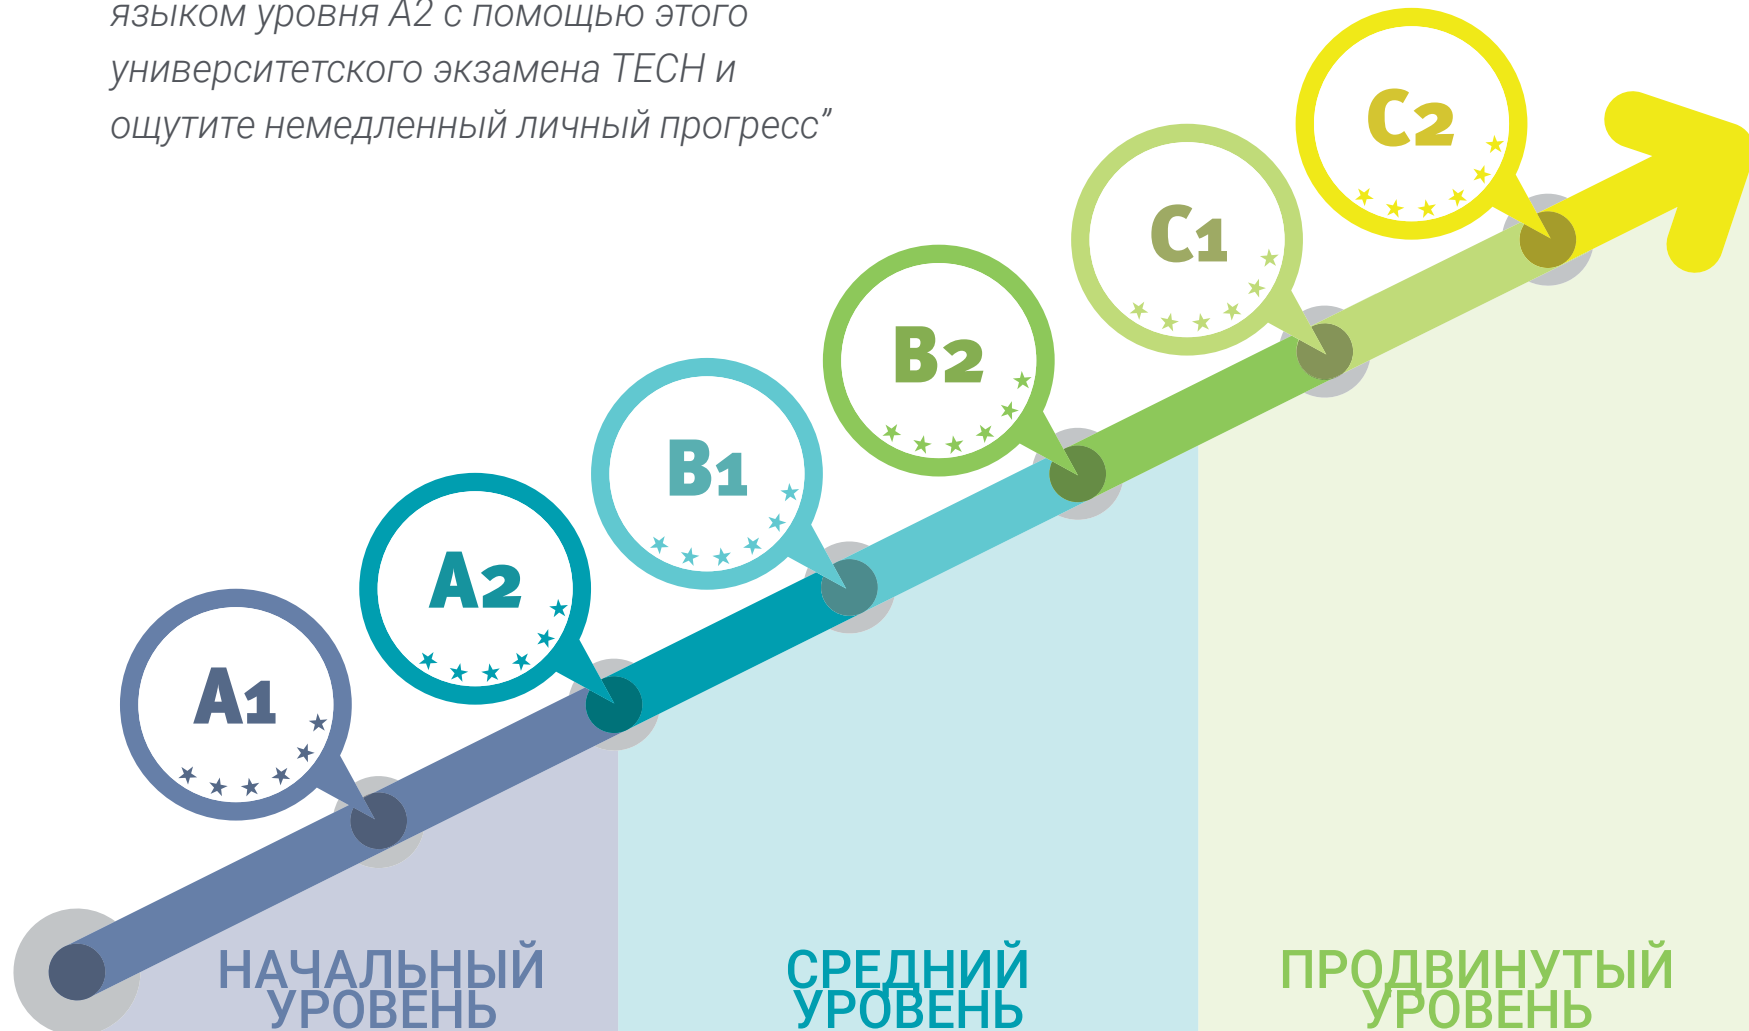 языком уровня A2 с помощью этого
университетского экзамена TECH и
ощутите немедленный личный прогресс”
C2
C1
B2
B1
A2
A1
НАЧАЛЬНЫЙ
УРОВЕНЬ
СРЕДНИЙ
УРОВЕНЬ
ПРОДВИНУТЫЙ
УРОВЕНЬ